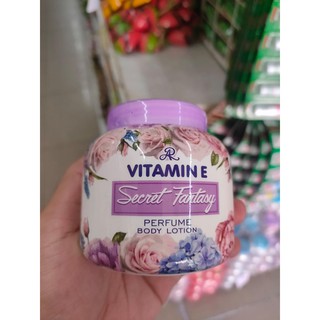 AR
VITAMIN E
Secret Fantasy
PERFUME
BODY LOTION